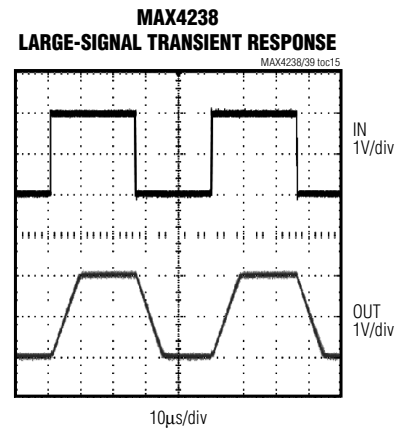 MAX4238
LARGE-SIGNAL TRANSIENT RESPONSE
MAX4238/39 toc15
IN
1V/div
OUT
1V/div
10μs/div